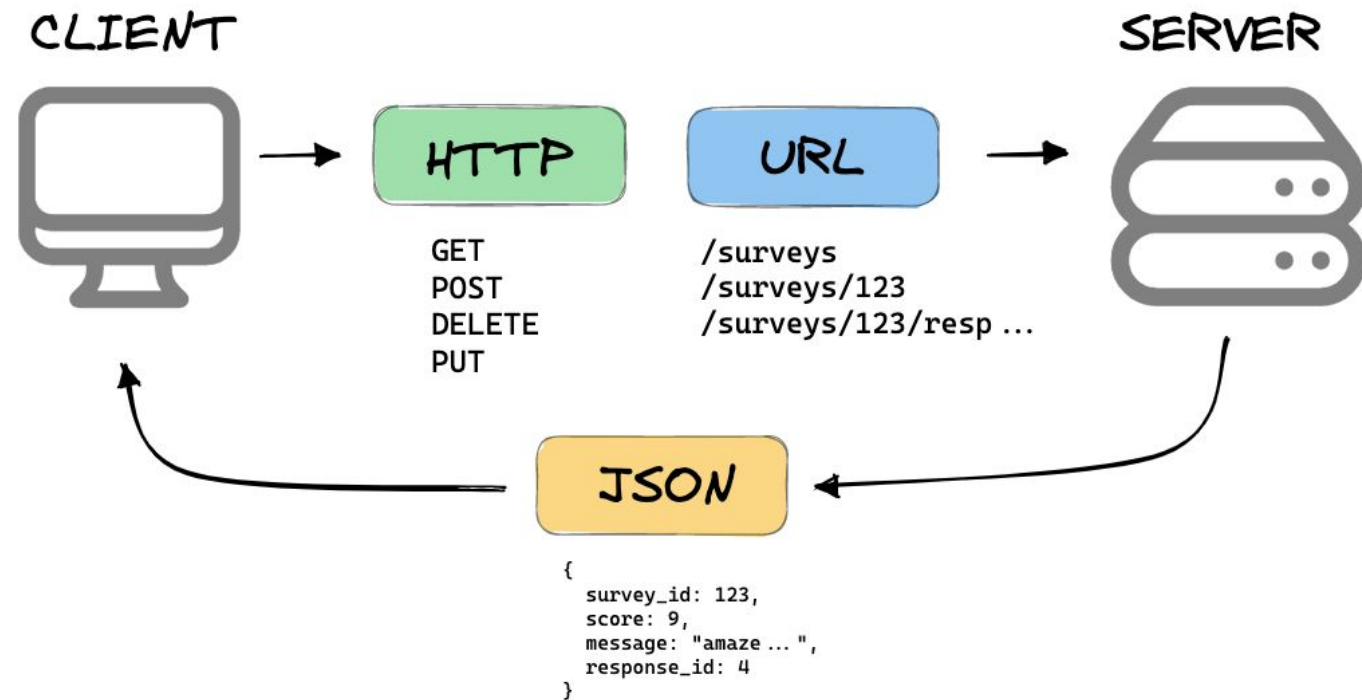 CLIENT
SERVER
HTTP
URL
GET
POST
DELETE
PUT
/surveys
/surveys/123
/surveys/123/resp ...
JSON
{
  survey_id: 123,
  score: 9,
  message: "amaze ... ",
  response_id: 4
}